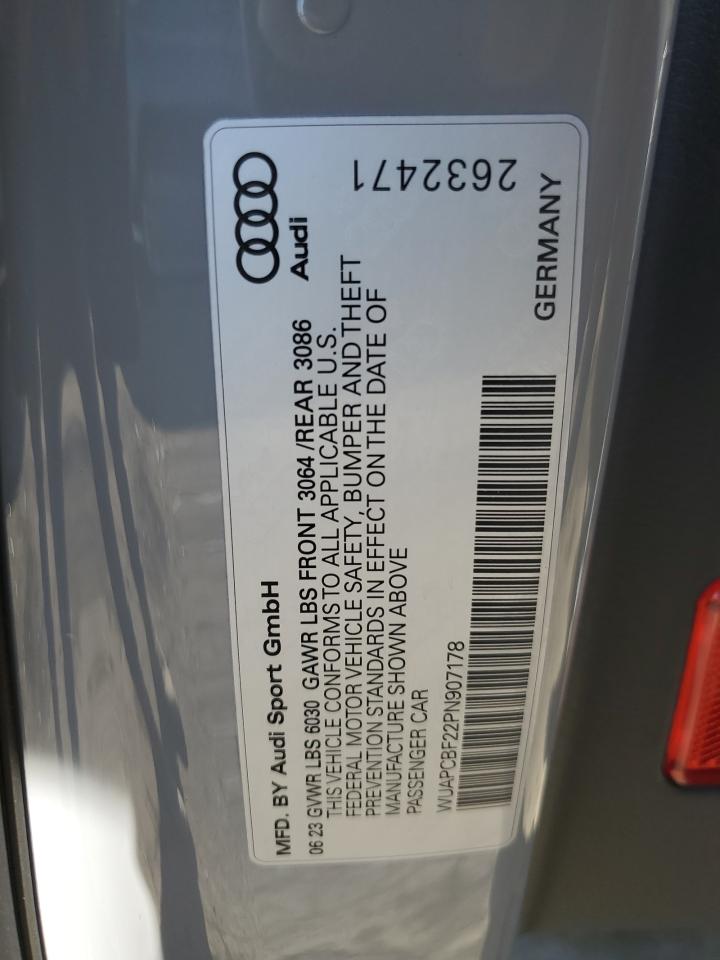 MFD. BY Audi Sport GmbH
Audi
06 23 GVWR LBS 6030 GAWR LBS FRONT 3064 /REAR 3086
THIS VEHICLE CONFORMS TO ALL APPLICABLE U.S.
FEDERAL MOTOR VEHICLE SAFETY, BUMPER AND THEFT
PREVENTION STANDARDS IN EFFECT ON THE DATE OF
MANUFACTURE SHOWN ABOVE
PASSENGER CAR
WUAPCBF22PN907178
2632471
GERMANY